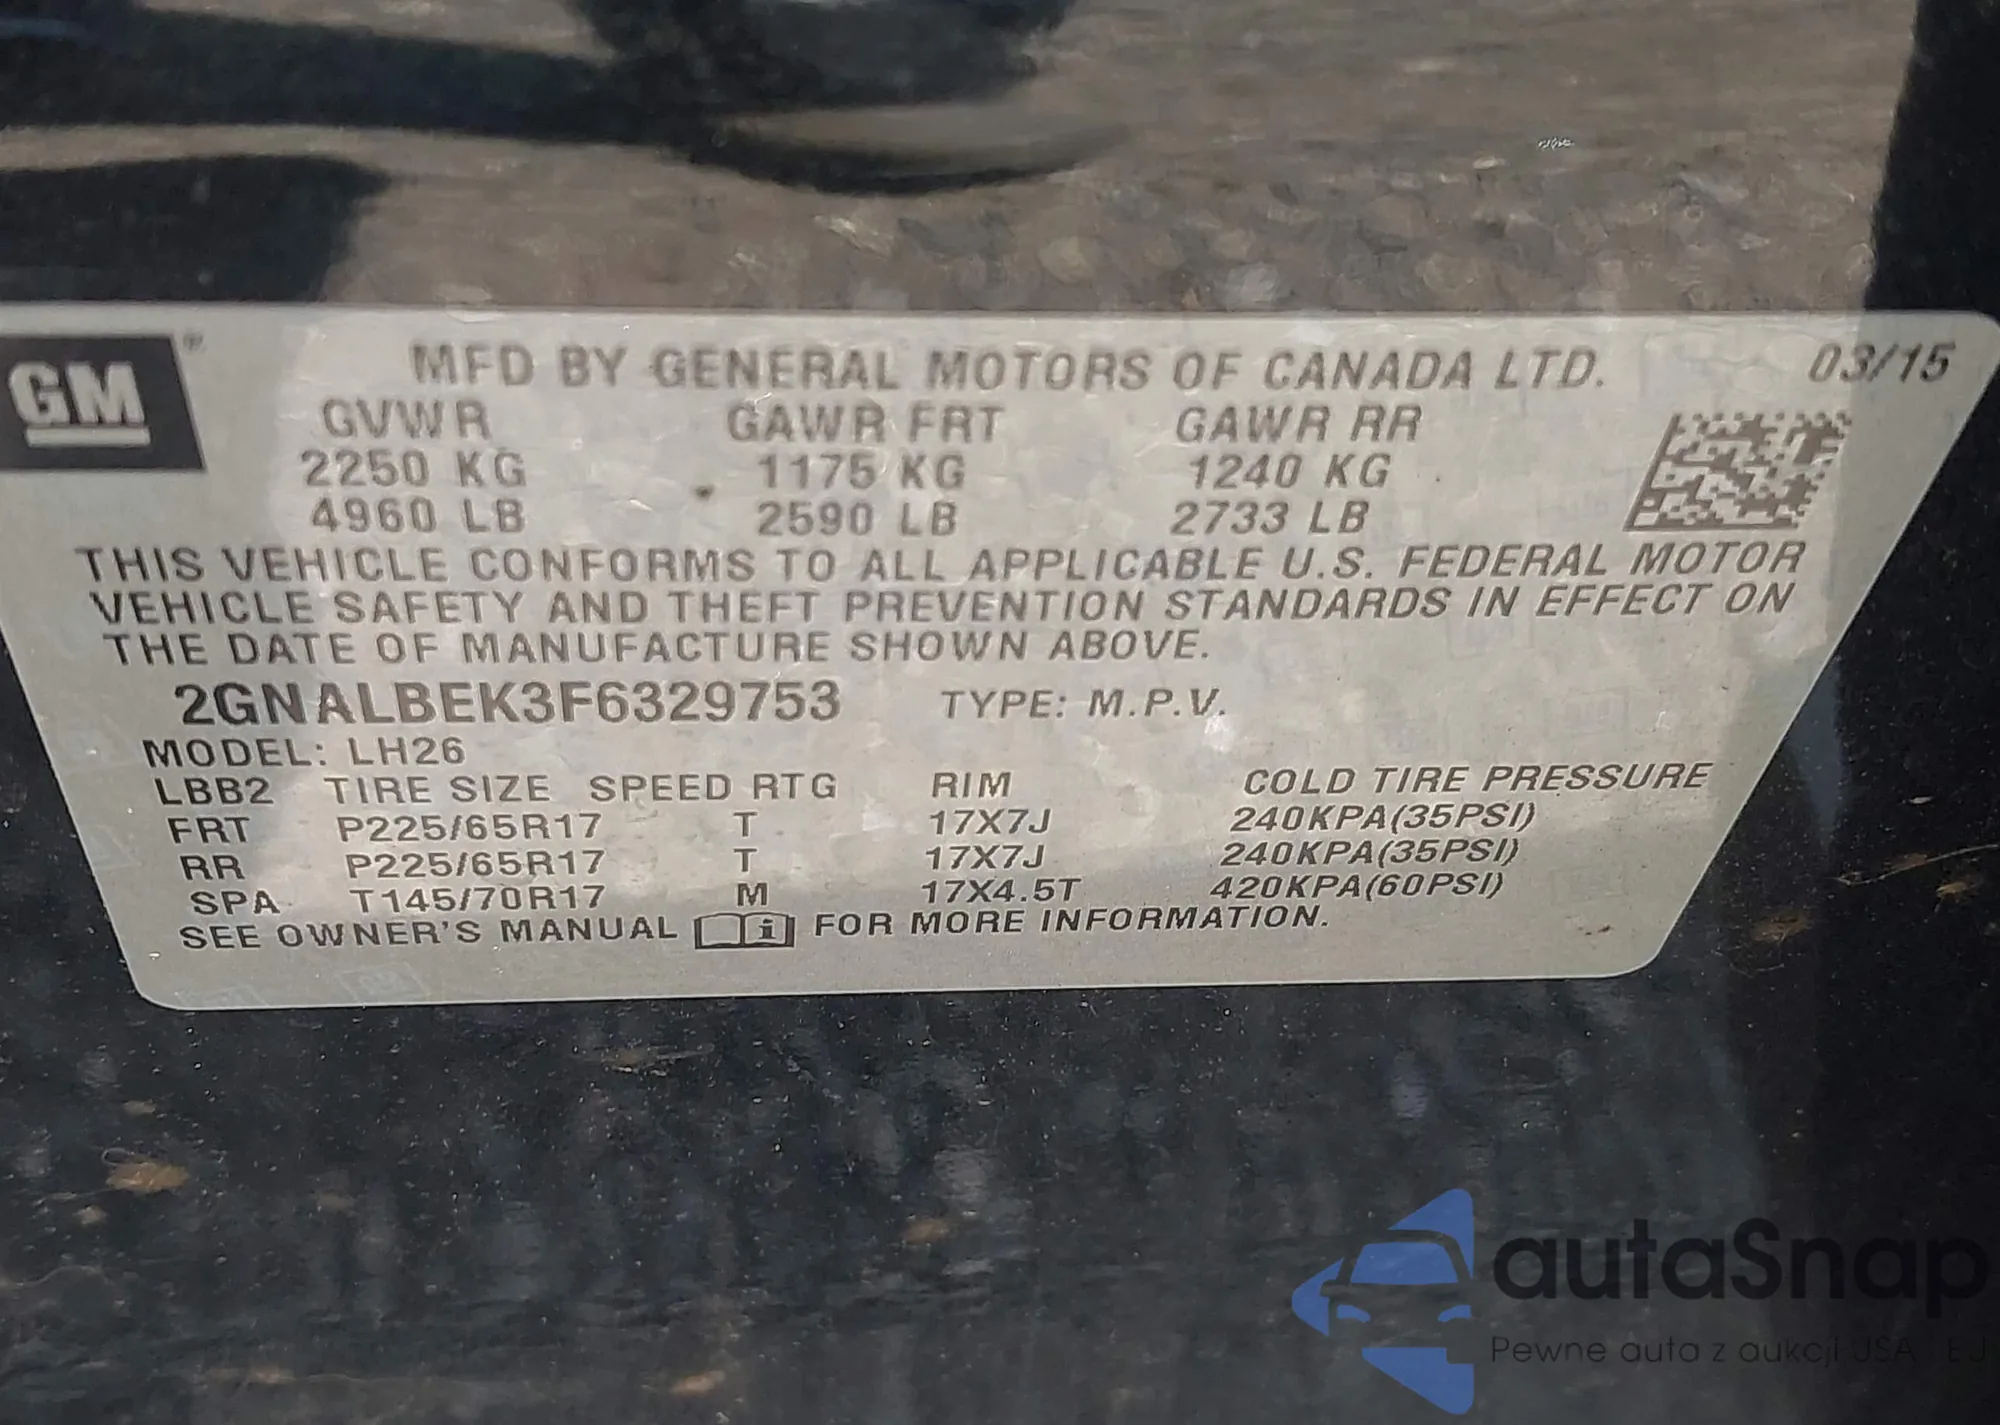 GM ®
MFD BY GENERAL MOTORS OF CANADA LTD. 03/15
GVWR GAWR FRT GAWR RR
2250 KG 1175 KG 1240 KG
4960 LB 2590 LB 2733 LB
THIS VEHICLE CONFORMS TO ALL APPLICABLE U.S. FEDERAL MOTOR
VEHICLE SAFETY AND THEFT PREVENTION STANDARDS IN EFFECT ON
THE DATE OF MANUFACTURE SHOWN ABOVE.
2GNALBEK3F6329753 TYPE: M.P.V.
MODEL: LH26
LBB2 TIRE SIZE SPEED RTG RIM COLD TIRE PRESSURE
FRT P225/65R17 T 17X7J 240KPA(35PSI)
RR P225/65R17 T 17X7J 240KPA(35PSI)
SPA T145/70R17 M 17X4.5T 420KPA(60PSI)
SEE OWNER'S MANUAL i FOR MORE INFORMATION.
autaSnap
Pewne auta z aukcji USA i EU